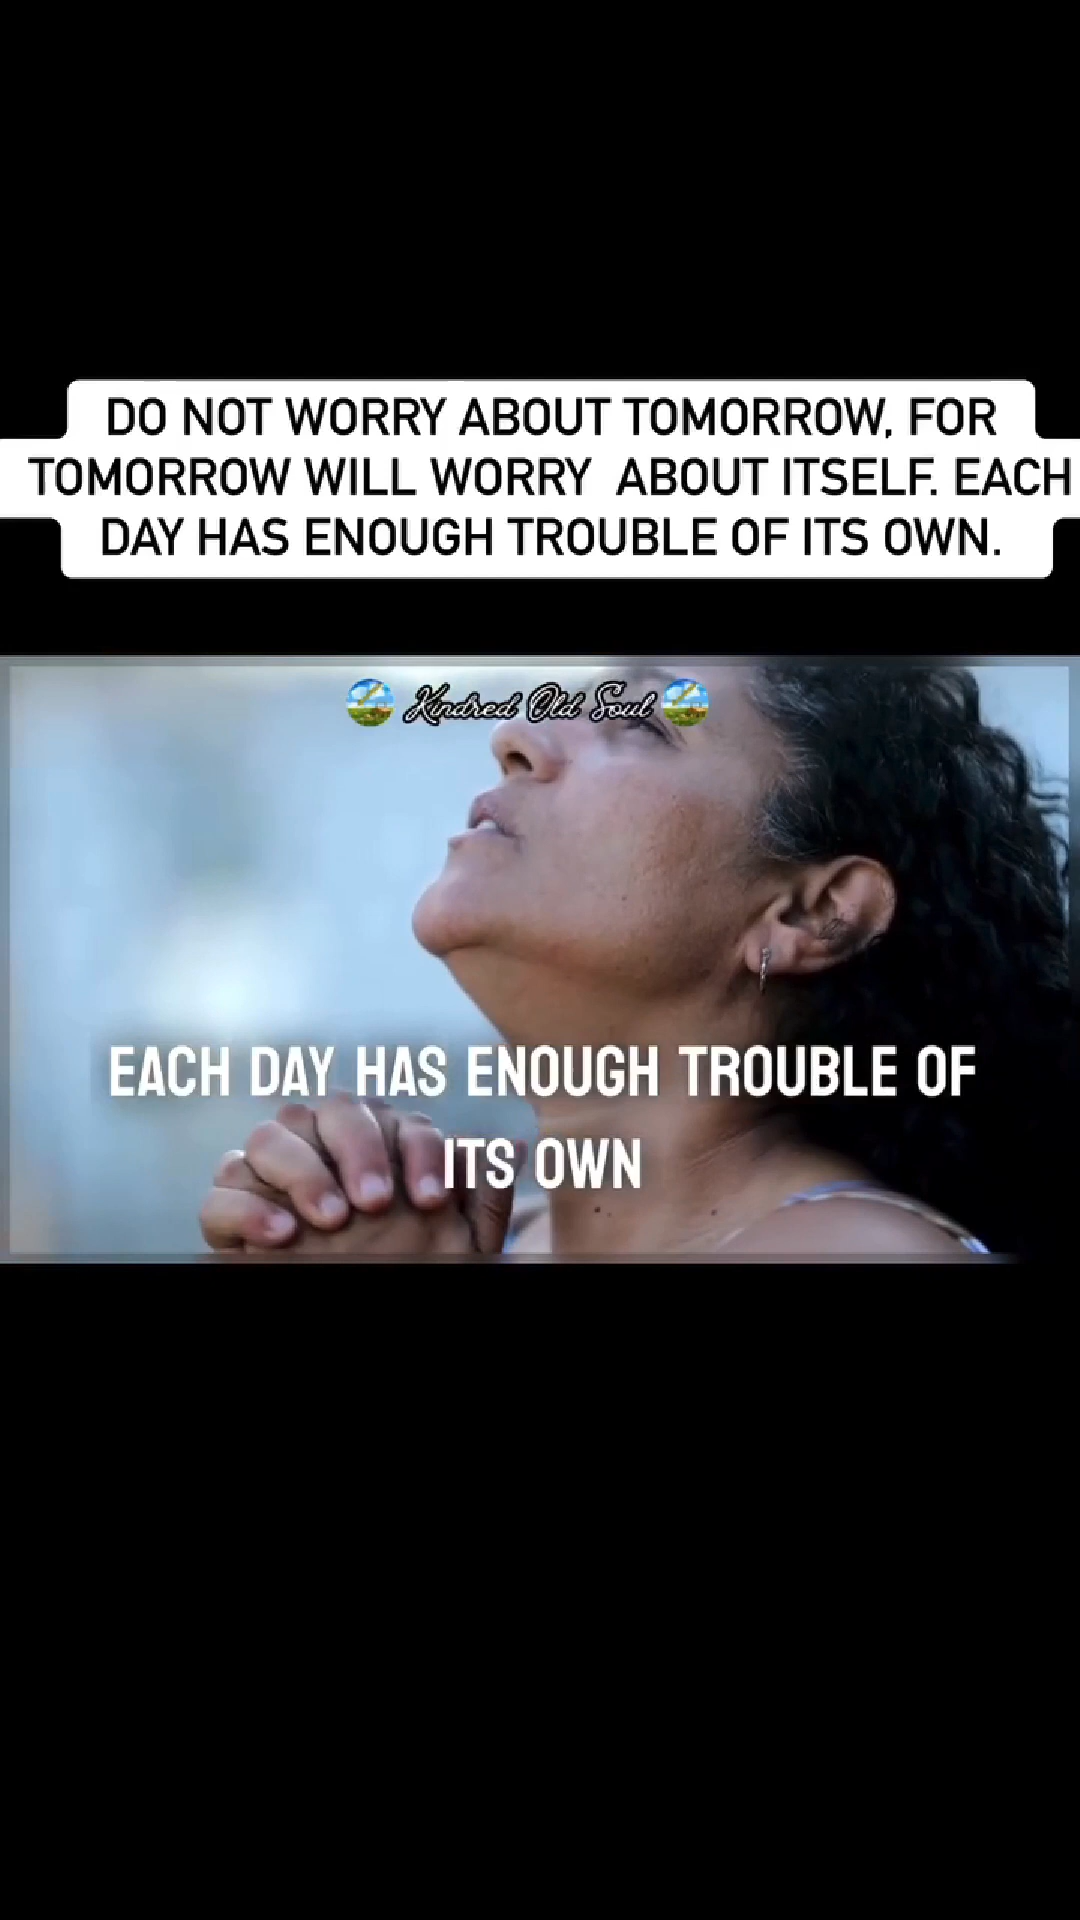 DO NOT WORRY ABOUT TOMORROW, FOR
TOMORROW WILL WORRY ABOUT ITSELF. EACH
DAY HAS ENOUGH TROUBLE OF ITS OWN.
Kindred Old Soul
EACH DAY HAS ENOUGH TROUBLE OF
ITS OWN